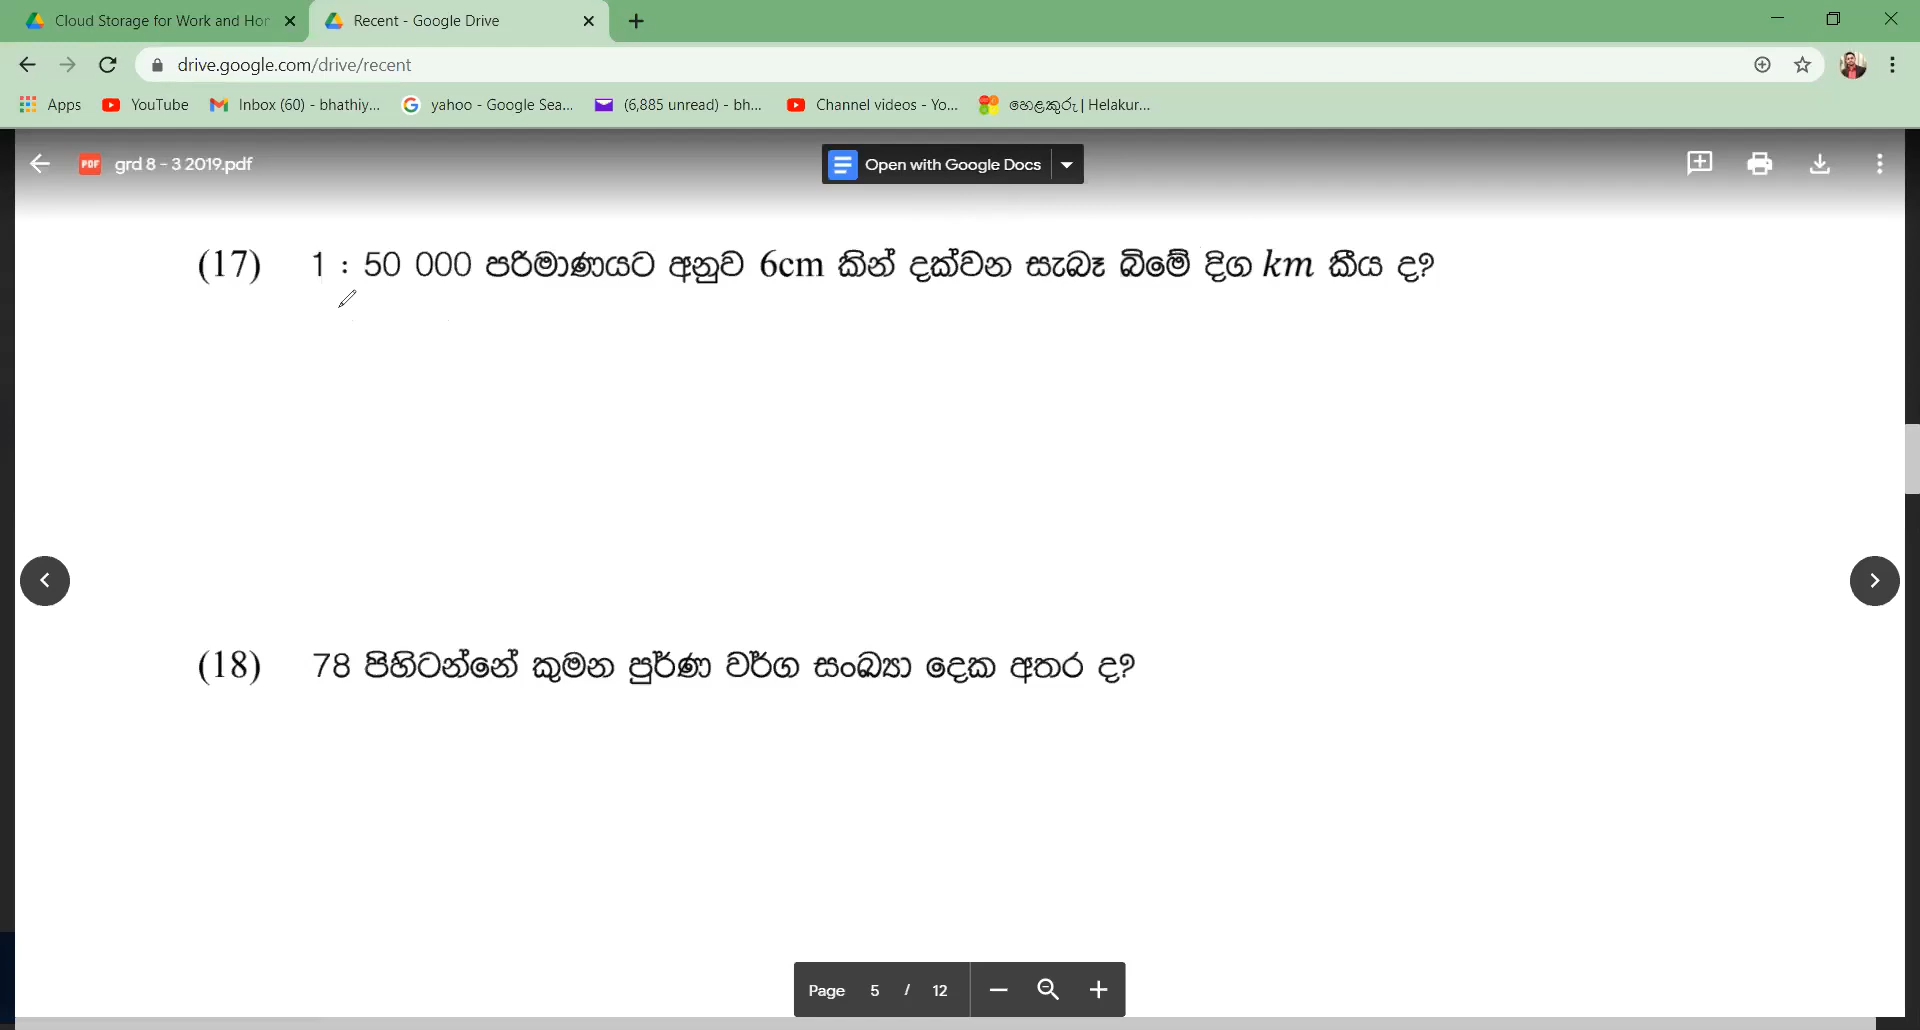 Cloud Storage for Work and Hor
Recent - Google Drive
drive.google.com/drive/recent
Apps YouTube Inbox (60) - bhathiy... yahoo - Google Sea... (6,885 unread) - bh... Channel videos - Yo... හෙළකුරු | Helakur...
PDF grd 8 - 3 2019.pdf Open with Google Docs
(17) 1 : 50 000 පරිමාණයට අනුව 6cm කින් දක්වන සැබෑ බිමේ දිග km කීය ද?
(18) 78 පිහිටන්නේ කුමන පූර්ණ වර්ග සංඛ්‍යා දෙක අතර ද?
Page 5 / 12